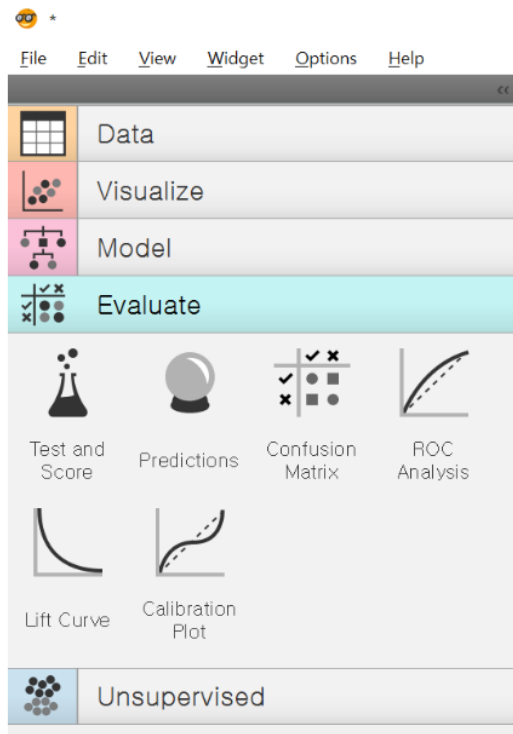 *
File Edit View Widget Options Help
Data
Visualize
Model
Evaluate
Test and Score
Predictions
Confusion Matrix
ROC Analysis
Lift Curve
Calibration Plot
Unsupervised